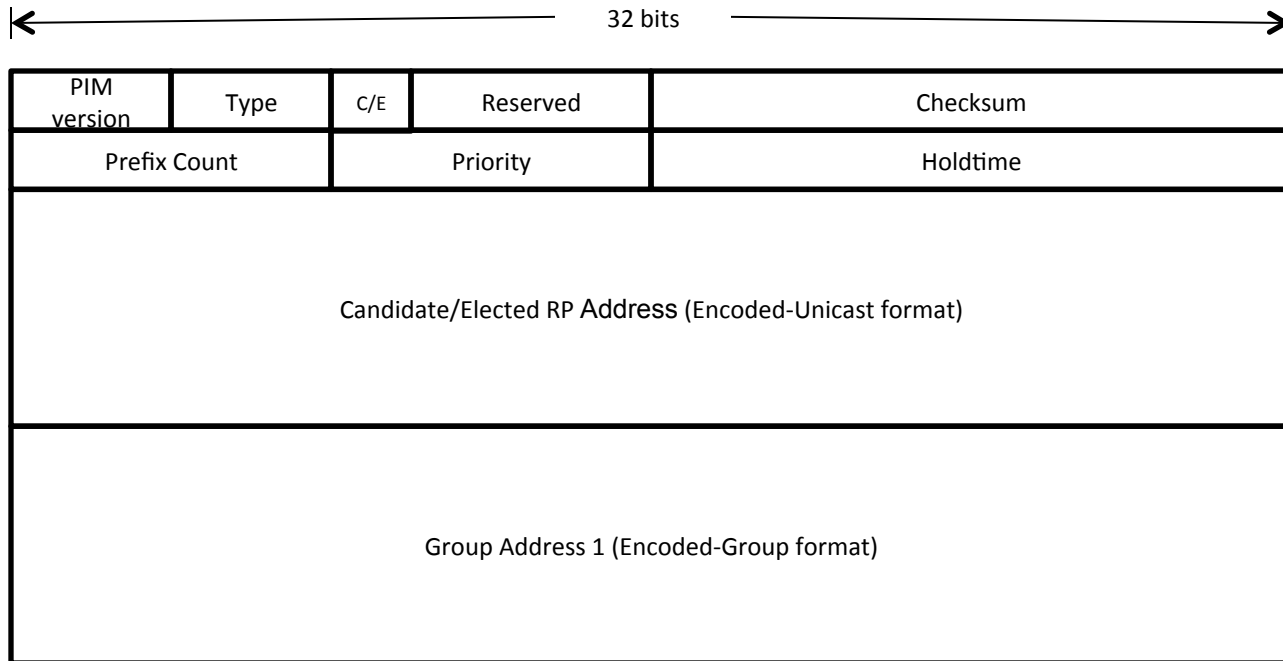 32 bits
PIM version Type C/E Reserved Checksum
Prefix Count Priority Holdtime
Candidate/Elected RP Address (Encoded-Unicast format)
Group Address 1 (Encoded-Group format)